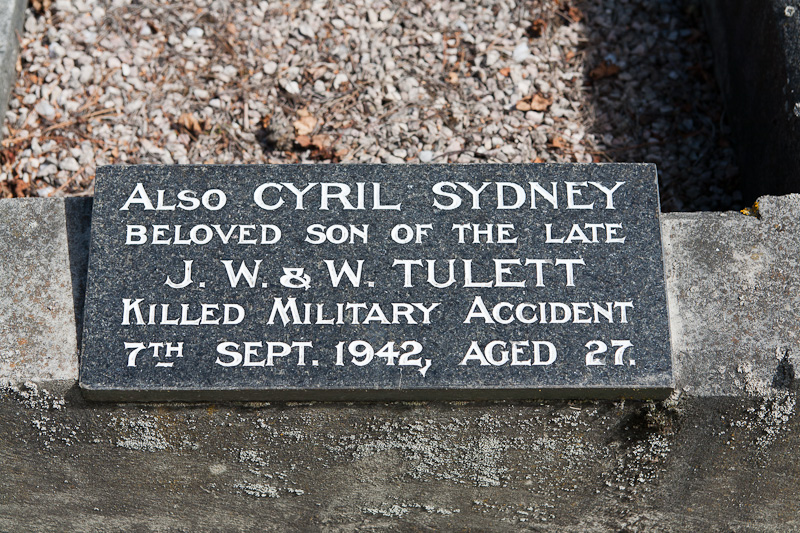 Also CYRIL SYDNEY
BELOVED SON OF THE LATE
J. W. & W. TULETT
KILLED MILITARY ACCIDENT
7TH SEPT. 1942, AGED 27.